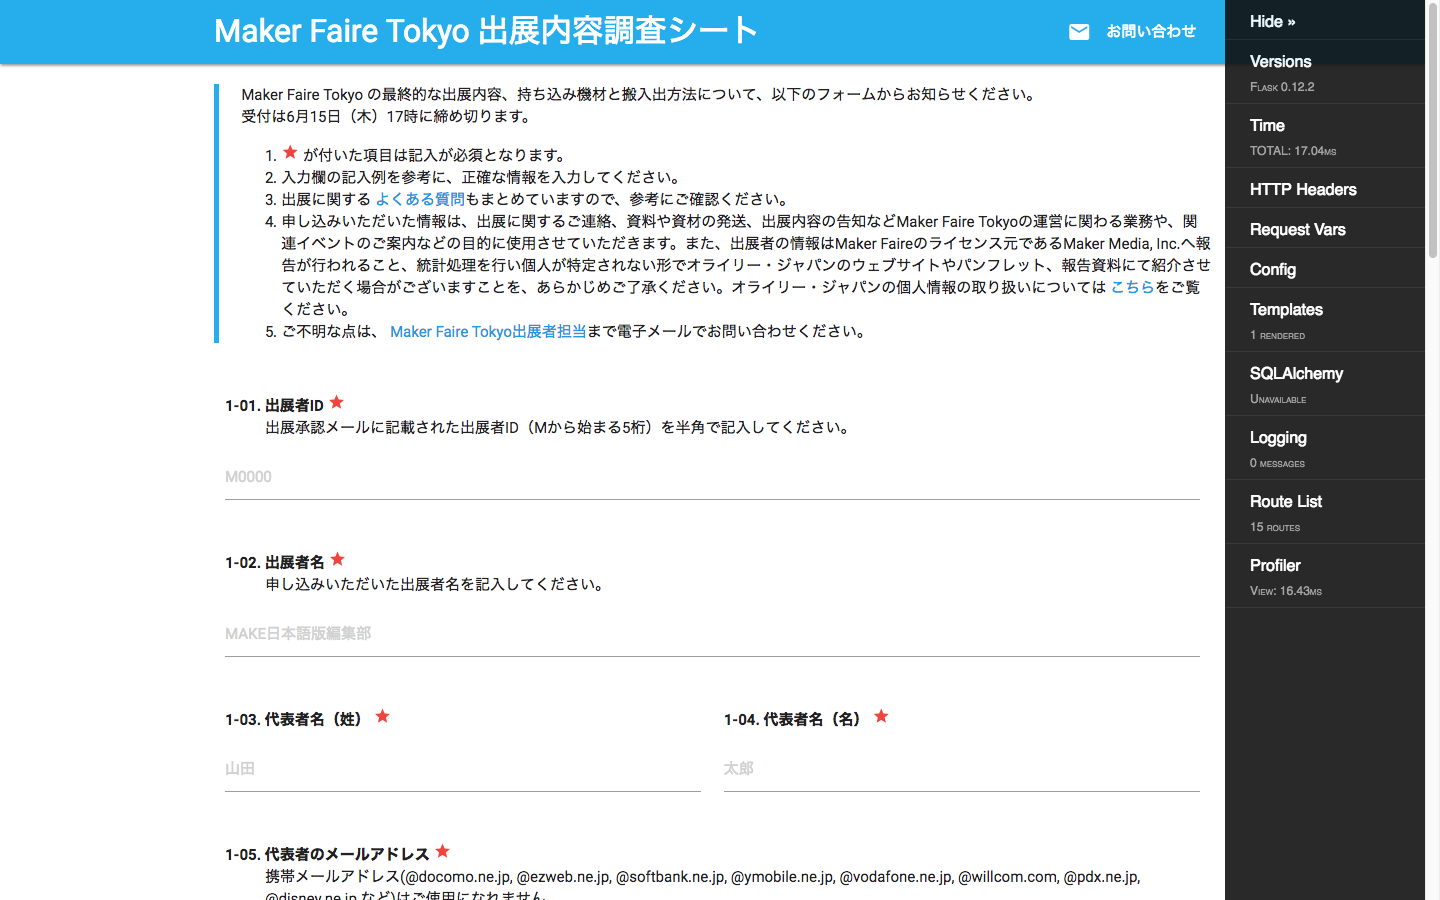 Maker Faire Tokyo 出展内容調査シート
お問い合わせ
Maker Faire Tokyo の最終的な出展内容、持ち込み機材と搬入出方法について、以下のフォームからお知らせください。
受付は6月15日（木）17時に締め切ります。
1. ★ が付いた項目は記入が必須となります。
2. 入力欄の記入例を参考に、正確な情報を入力してください。
3. 出展に関する よくある質問もまとめていますので、参考にご確認ください。
4. 申し込みいただいた情報は、出展に関するご連絡、資料や資材の発送、出展内容の告知などMaker Faire Tokyoの運営に関わる業務や、関
連イベントのご案内などの目的に使用させていただきます。また、出展者の情報はMaker Faireのライセンス元であるMaker Media, Inc.へ報
告が行われること、統計処理を行い個人が特定されない形でオライリー・ジャパンのウェブサイトやパンフレット、報告資料にて紹介させ
ていただく場合がございますことを、あらかじめご了承ください。オライリー・ジャパンの個人情報の取り扱いについては こちらをご覧
ください。
5. ご不明な点は、 Maker Faire Tokyo出展者担当まで電子メールでお問い合わせください。
1-01. 出展者ID ★
出展承認メールに記載された出展者ID（Mから始まる5桁）を半角で記入してください。
M0000
1-02. 出展者名 ★
申し込みいただいた出展者名を記入してください。
MAKE日本語版編集部
1-03. 代表者名（姓） ★
山田
1-04. 代表者名（名） ★
太郎
1-05. 代表者のメールアドレス ★
携帯メールアドレス(@docomo.ne.jp, @ezweb.ne.jp, @softbank.ne.jp, @ymobile.ne.jp, @vodafone.ne.jp, @willcom.com, @pdx.ne.jp,
@disney.ne.jp など)はご使用になれません
Hide »
Versions
Flask 0.12.2
Time
TOTAL: 17.04ms
HTTP Headers
Request Vars
Config
Templates
1 rendered
SQLAlchemy
Unavailable
Logging
0 messages
Route List
15 routes
Profiler
View: 16.43ms